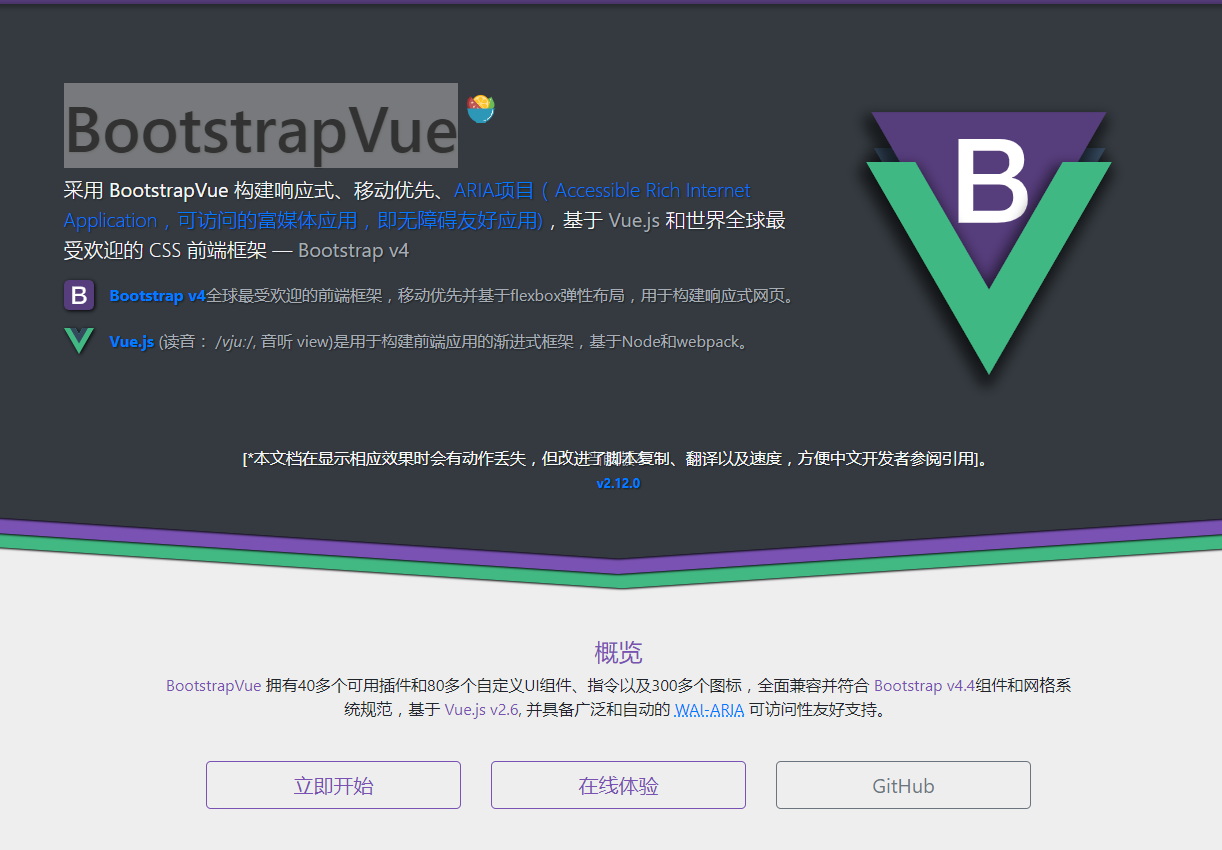 BootstrapVue
采用 BootstrapVue 构建响应式、移动优先、ARIA项目（Accessible Rich Internet
Application，可访问的富媒体应用，即无障碍友好应用)，基于 Vue.js 和世界全球最
受欢迎的 CSS 前端框架 — Bootstrap v4
B
B
Bootstrap v4全球最受欢迎的前端框架，移动优先并基于flexbox弹性布局，用于构建响应式网页。
Vue.js (读音： /vjuː/, 音听 view)是用于构建前端应用的渐进式框架，基于Node和webpack。
[*本文档在显示相应效果时会有动作丢失，但改进了脚本复制、翻译以及速度，方便中文开发者参阅引用]。
v2.12.0
概览
BootstrapVue 拥有40多个可用插件和80多个自定义UI组件、指令以及300多个图标，全面兼容并符合 Bootstrap v4.4组件和网格系
统规范，基于 Vue.js v2.6, 并具备广泛和自动的 WAI-ARIA 可访问性友好支持。
立即开始
在线体验
GitHub